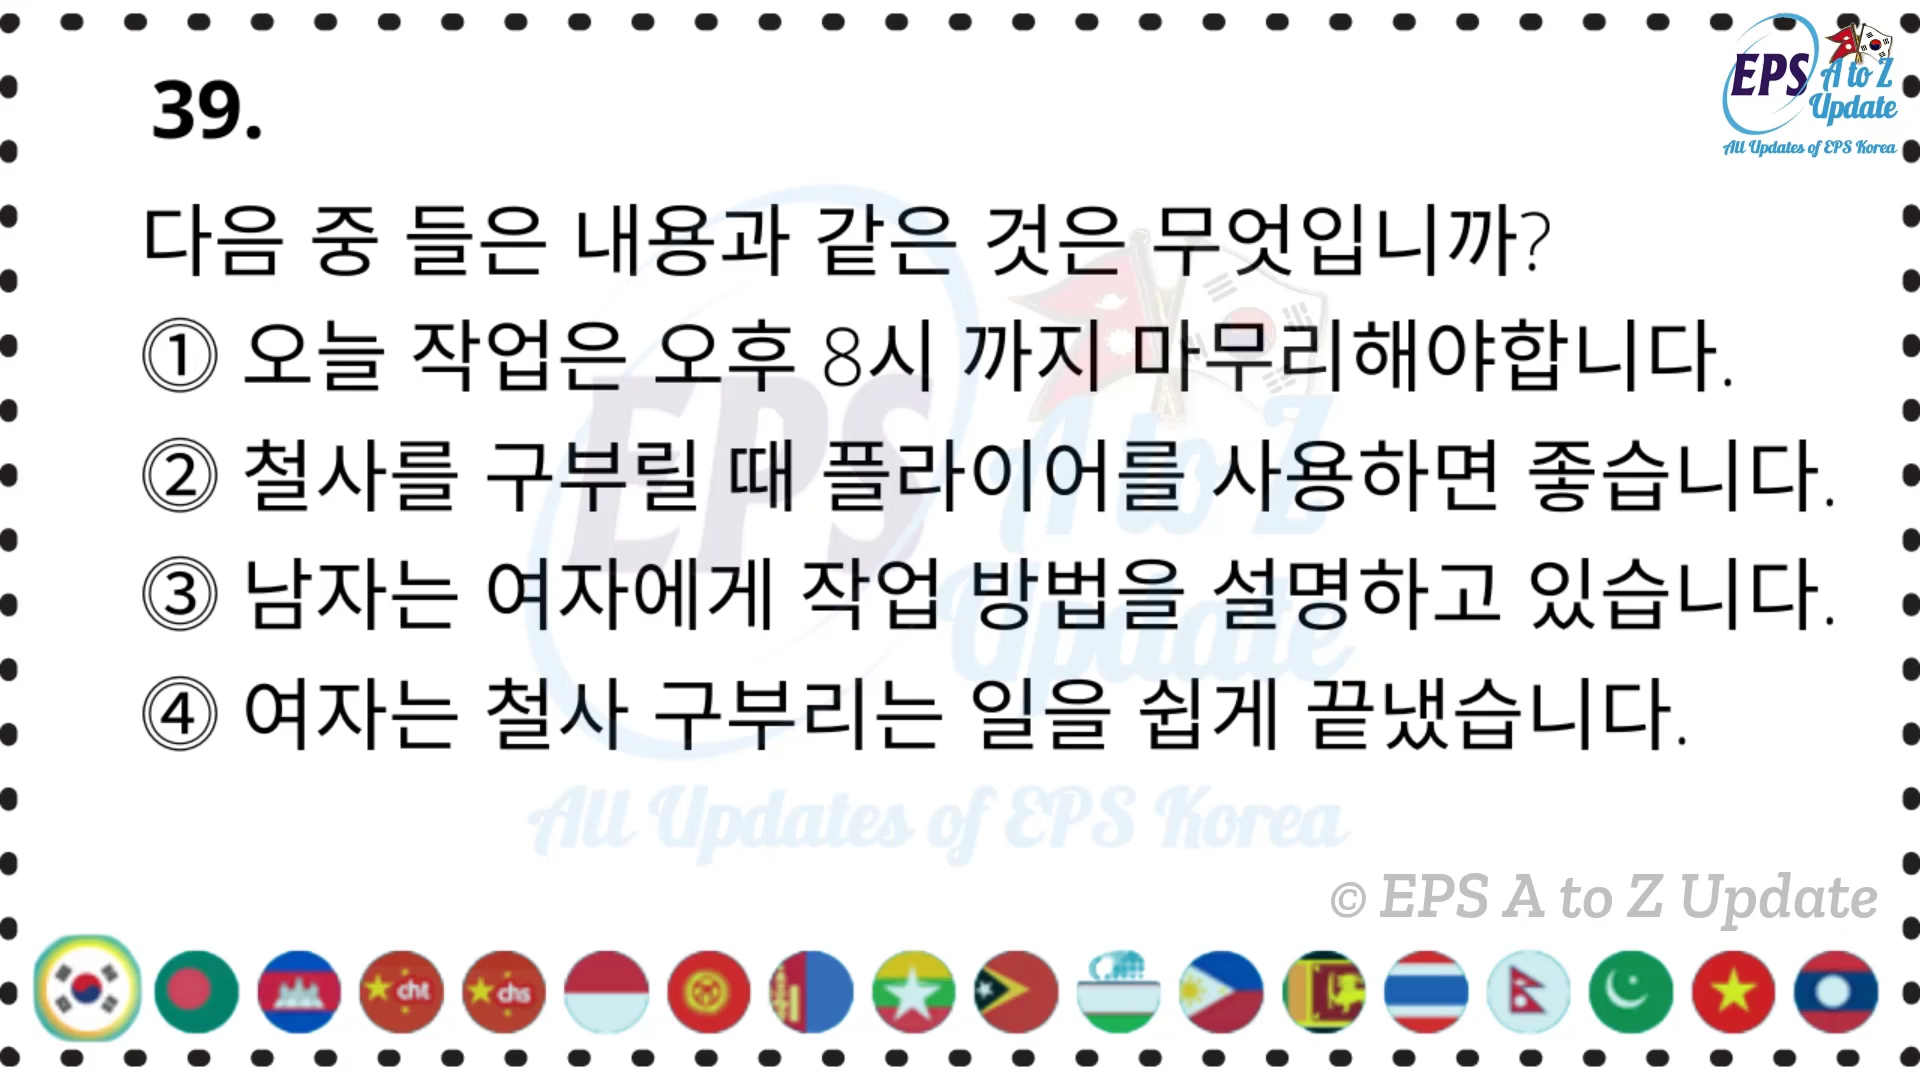 EPS A to Z
Update
All Updates of EPS Korea
39.
다음 중 들은 내용과 같은 것은 무엇입니까?
① 오늘 작업은 오후 8시 까지 마무리해야합니다.
② 철사를 구부릴 때 플라이어를 사용하면 좋습니다.
③ 남자는 여자에게 작업 방법을 설명하고 있습니다.
④ 여자는 철사 구부리는 일을 쉽게 끝냈습니다.
EPS A to Z
Update
All Updates of EPS Korea
© EPS A to Z Update
cht
chs